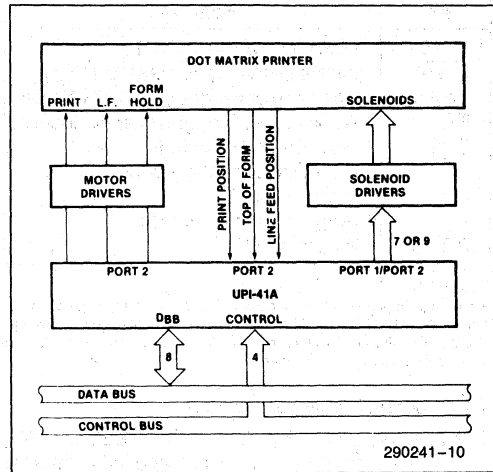 DOT MATRIX PRINTER
PRINT L.F. FORM HOLD
SOLENOIDS
MOTOR DRIVERS
PRINT POSITION
TOP OF FORM
LINE FEED POSITION
SOLENOID DRIVERS
7 OR 9
PORT 2
PORT 2
PORT 1/PORT 2
UPI-41A
DBB
CONTROL
8
4
DATA BUS
CONTROL BUS
290241-10